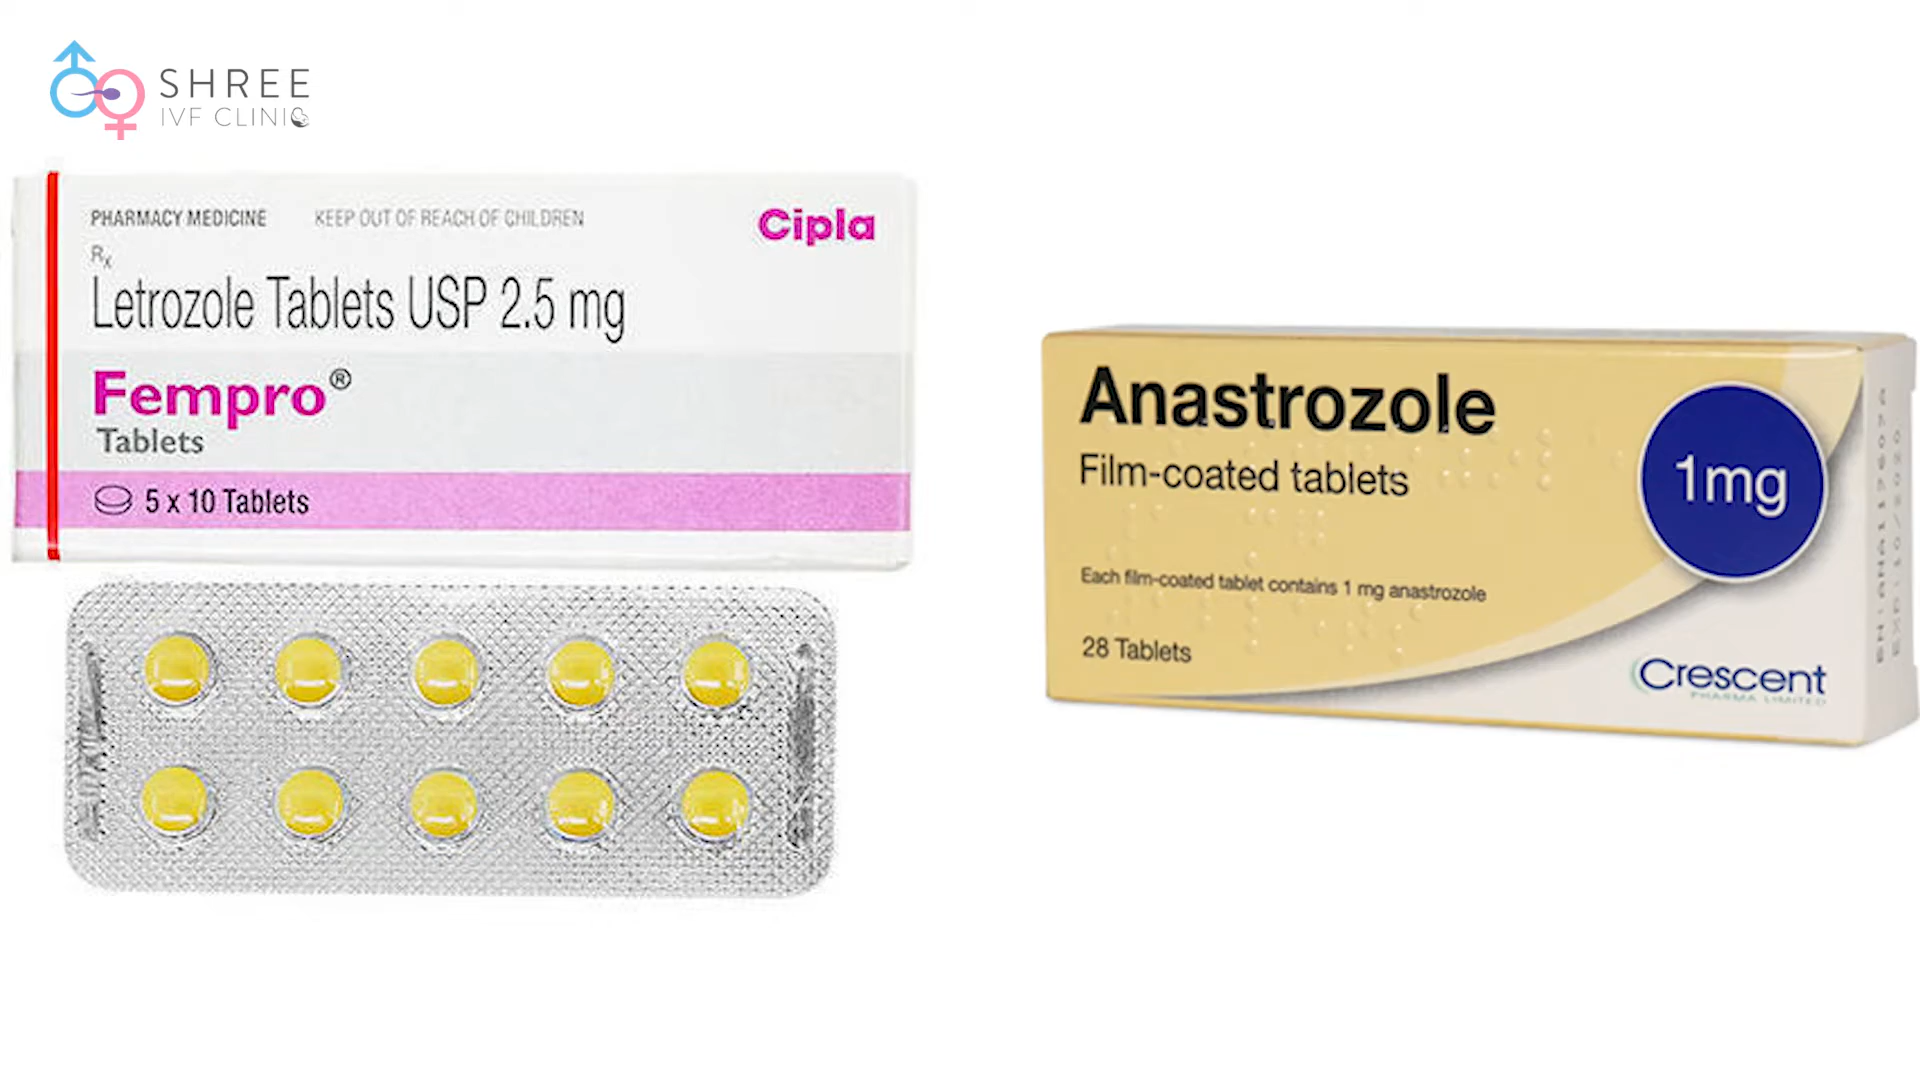 SHREE
IVF CLINIC
PHARMACY MEDICINE KEEP OUT OF REACH OF CHILDREN
Cipla
Rx
Letrozole Tablets USP 2.5 mg
Fempro®
Tablets
5 x 10 Tablets
Anastrozole
Film-coated tablets
1mg
Each film-coated tablet contains 1 mg anastrozole
28 Tablets
Crescent
PHARMA LIMITED